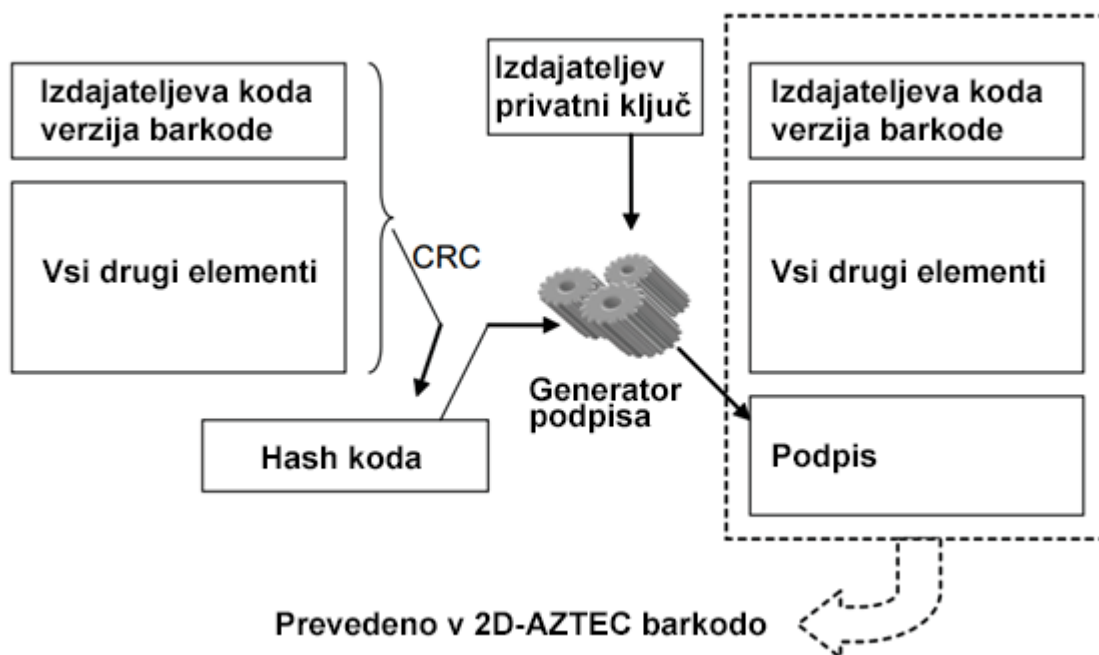 Izdajateljeva koda
verzija barkode
Vsi drugi elementi
CRC
Hash koda
Izdajateljev
privatni ključ
Generator
podpisa
Izdajateljeva koda
verzija barkode
Vsi drugi elementi
Podpis
Prevedeno v 2D-AZTEC barkodo